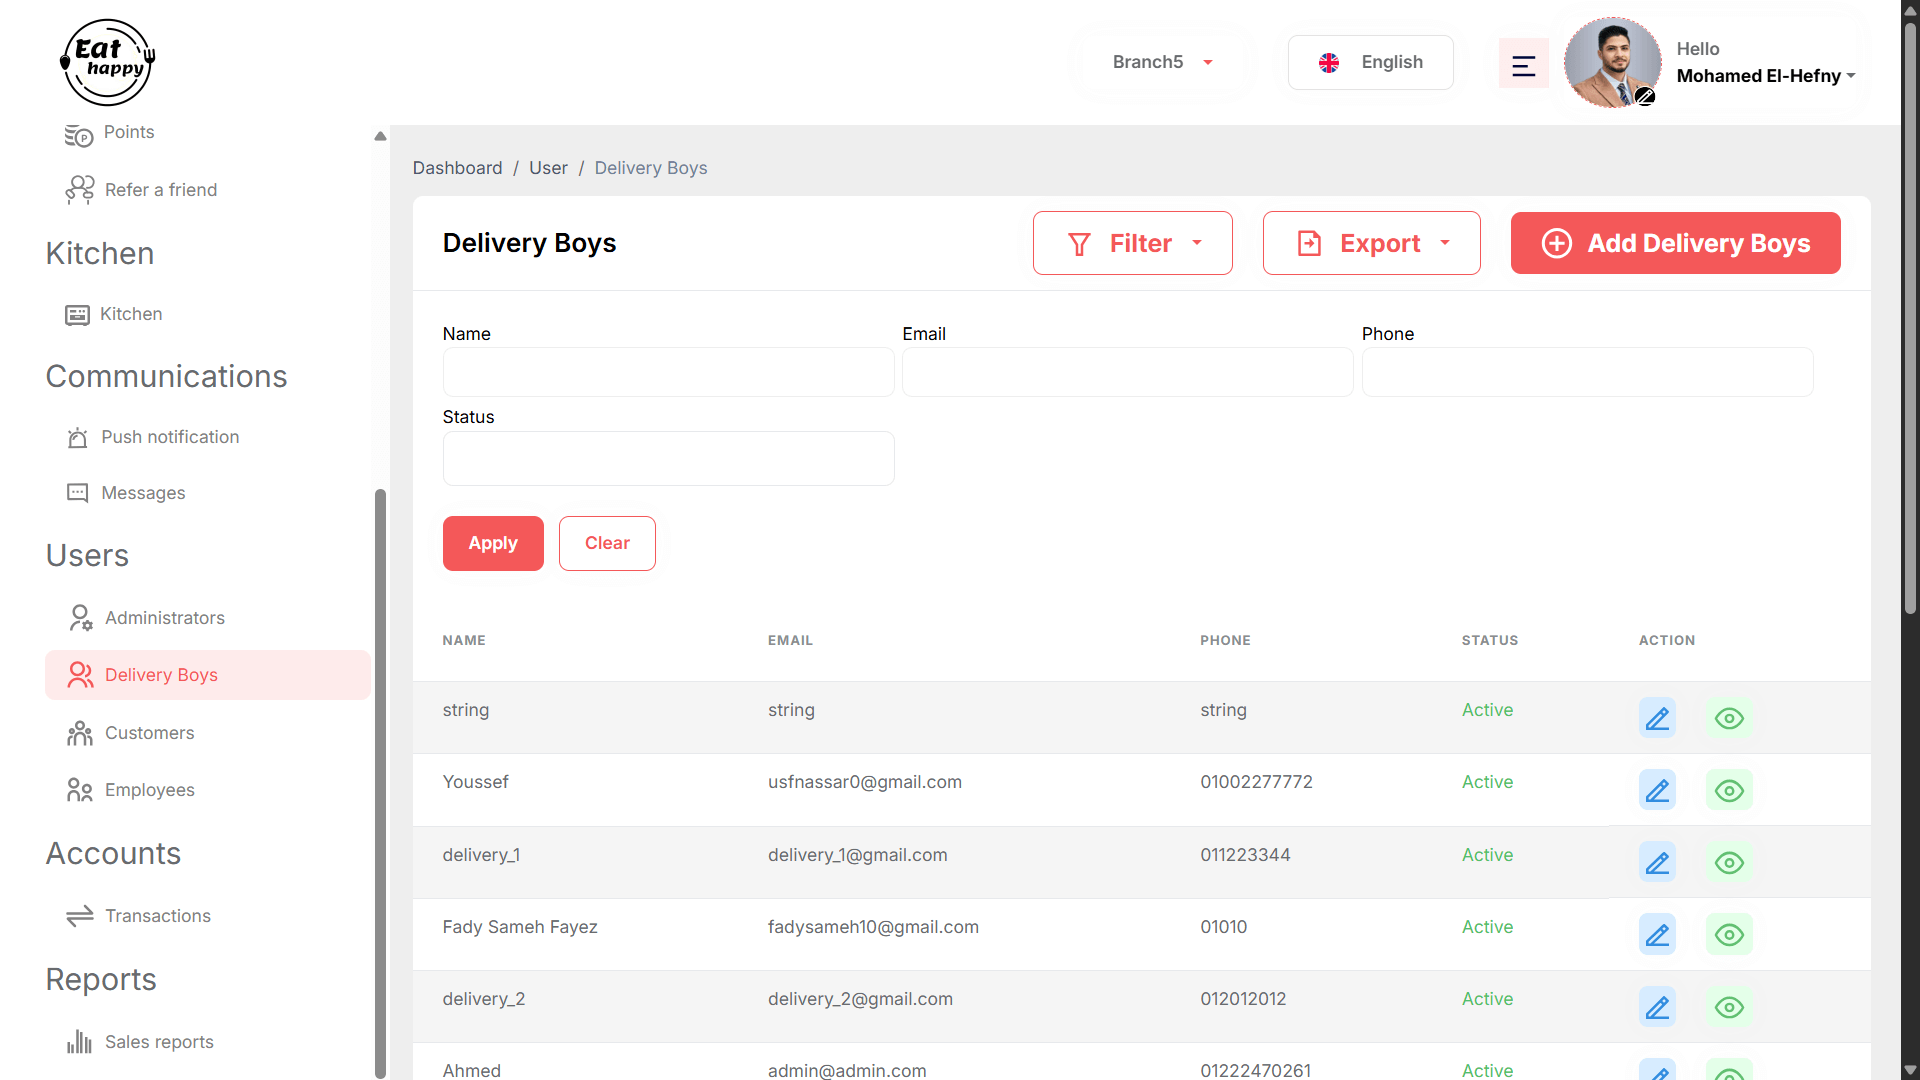 Eat
happy
Branch5
English
Hello
Mohamed El-Hefny
Points
Refer a friend
Kitchen
Kitchen
Communications
Push notification
Messages
Users
Administrators
Delivery Boys
Customers
Employees
Accounts
Transactions
Reports
Sales reports
Dashboard / User / Delivery Boys
Delivery Boys
Filter
Export
Add Delivery Boys
Name
Email
Phone
Status
Apply
Clear
NAME EMAIL PHONE STATUS ACTION
string string string Active
Youssef usfnassar0@gmail.com 01002277772 Active
delivery_1 delivery_1@gmail.com 011223344 Active
Fady Sameh Fayez fadysameh10@gmail.com 01010 Active
delivery_2 delivery_2@gmail.com 012012012 Active
Ahmed admin@admin.com 01222470261 Active